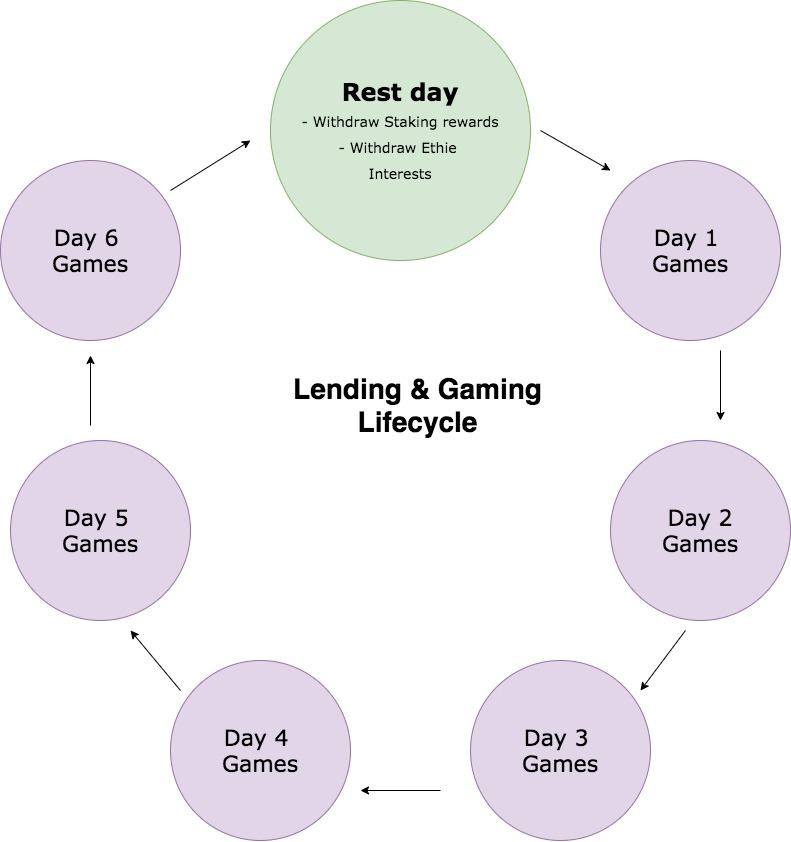 Rest day
- Withdraw Staking rewards
- Withdraw Ethie
Interests
Day 1
Games
Day 2
Games
Day 3
Games
Day 4
Games
Day 5
Games
Day 6
Games
Lending & Gaming
Lifecycle